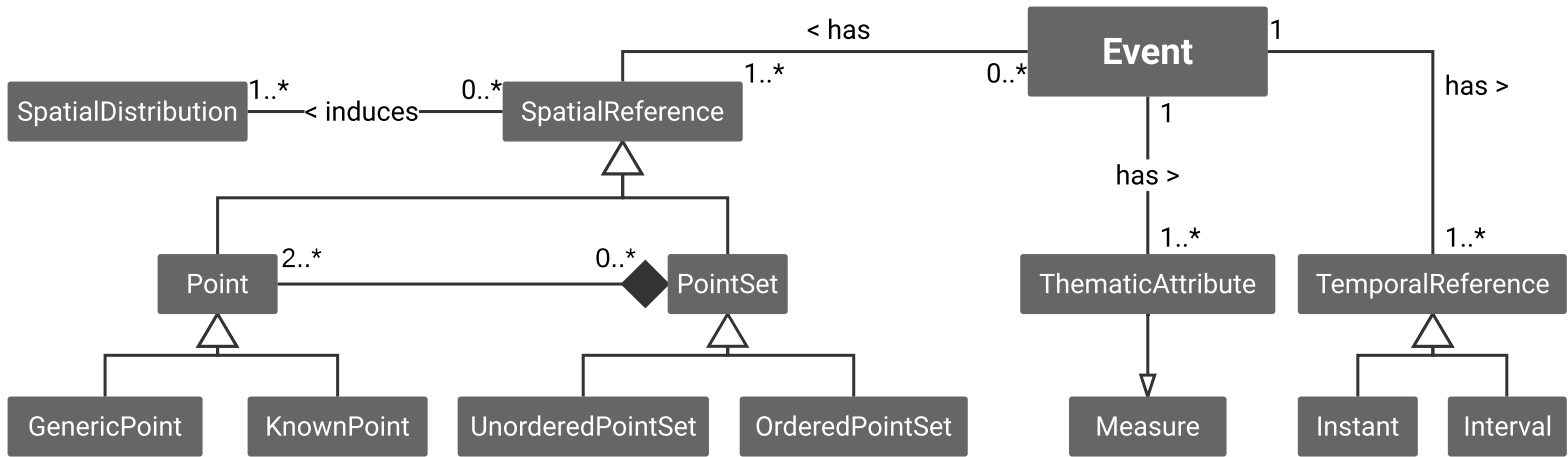 < has
Event
1
1..*
0..*
has >
SpatialDistribution
1..*
< induces
0..*
SpatialReference
1
has >
2..*
0..*
1..*
1..*
Point
PointSet
ThematicAttribute
TemporalReference
GenericPoint
KnownPoint
UnorderedPointSet
OrderedPointSet
Measure
Instant
Interval